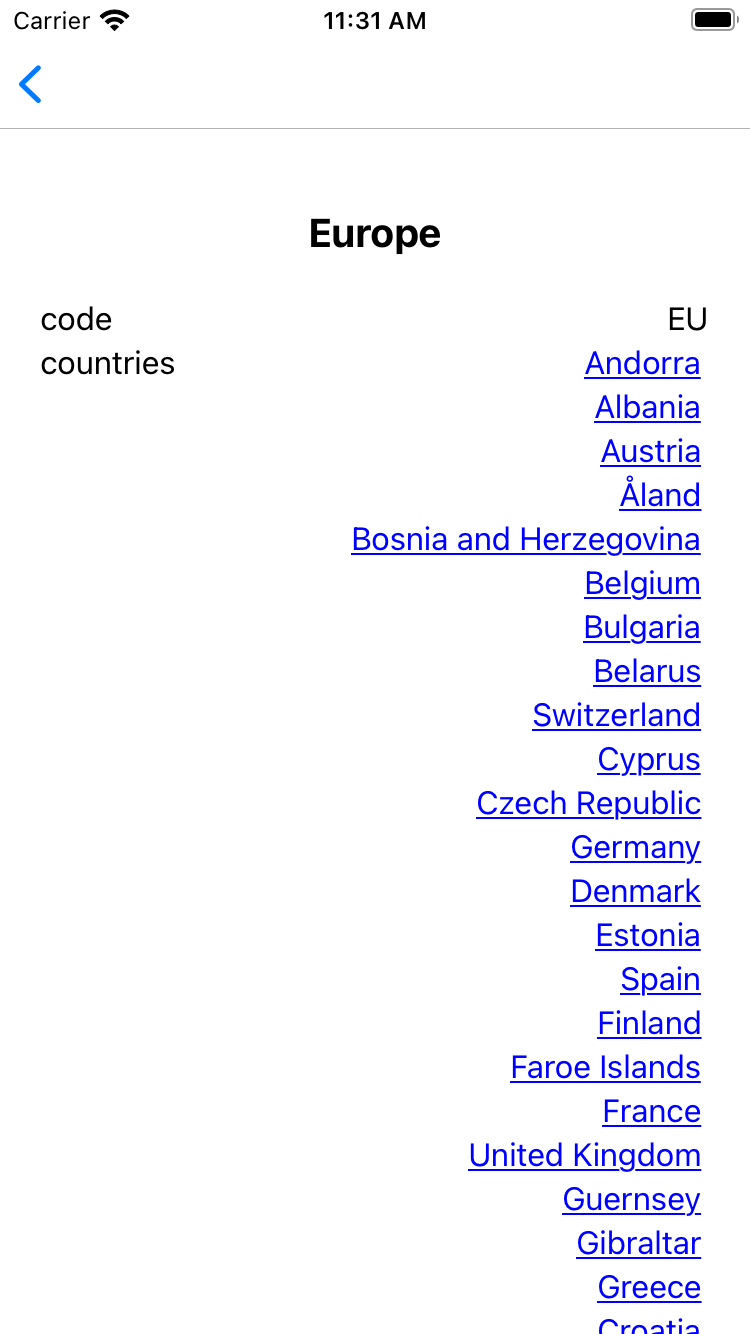 Carrier 11:31 AM
Europe
code EU
countries Andorra
Albania
Austria
Åland
Bosnia and Herzegovina
Belgium
Bulgaria
Belarus
Switzerland
Cyprus
Czech Republic
Germany
Denmark
Estonia
Spain
Finland
Faroe Islands
France
United Kingdom
Guernsey
Gibraltar
Greece
Croatia